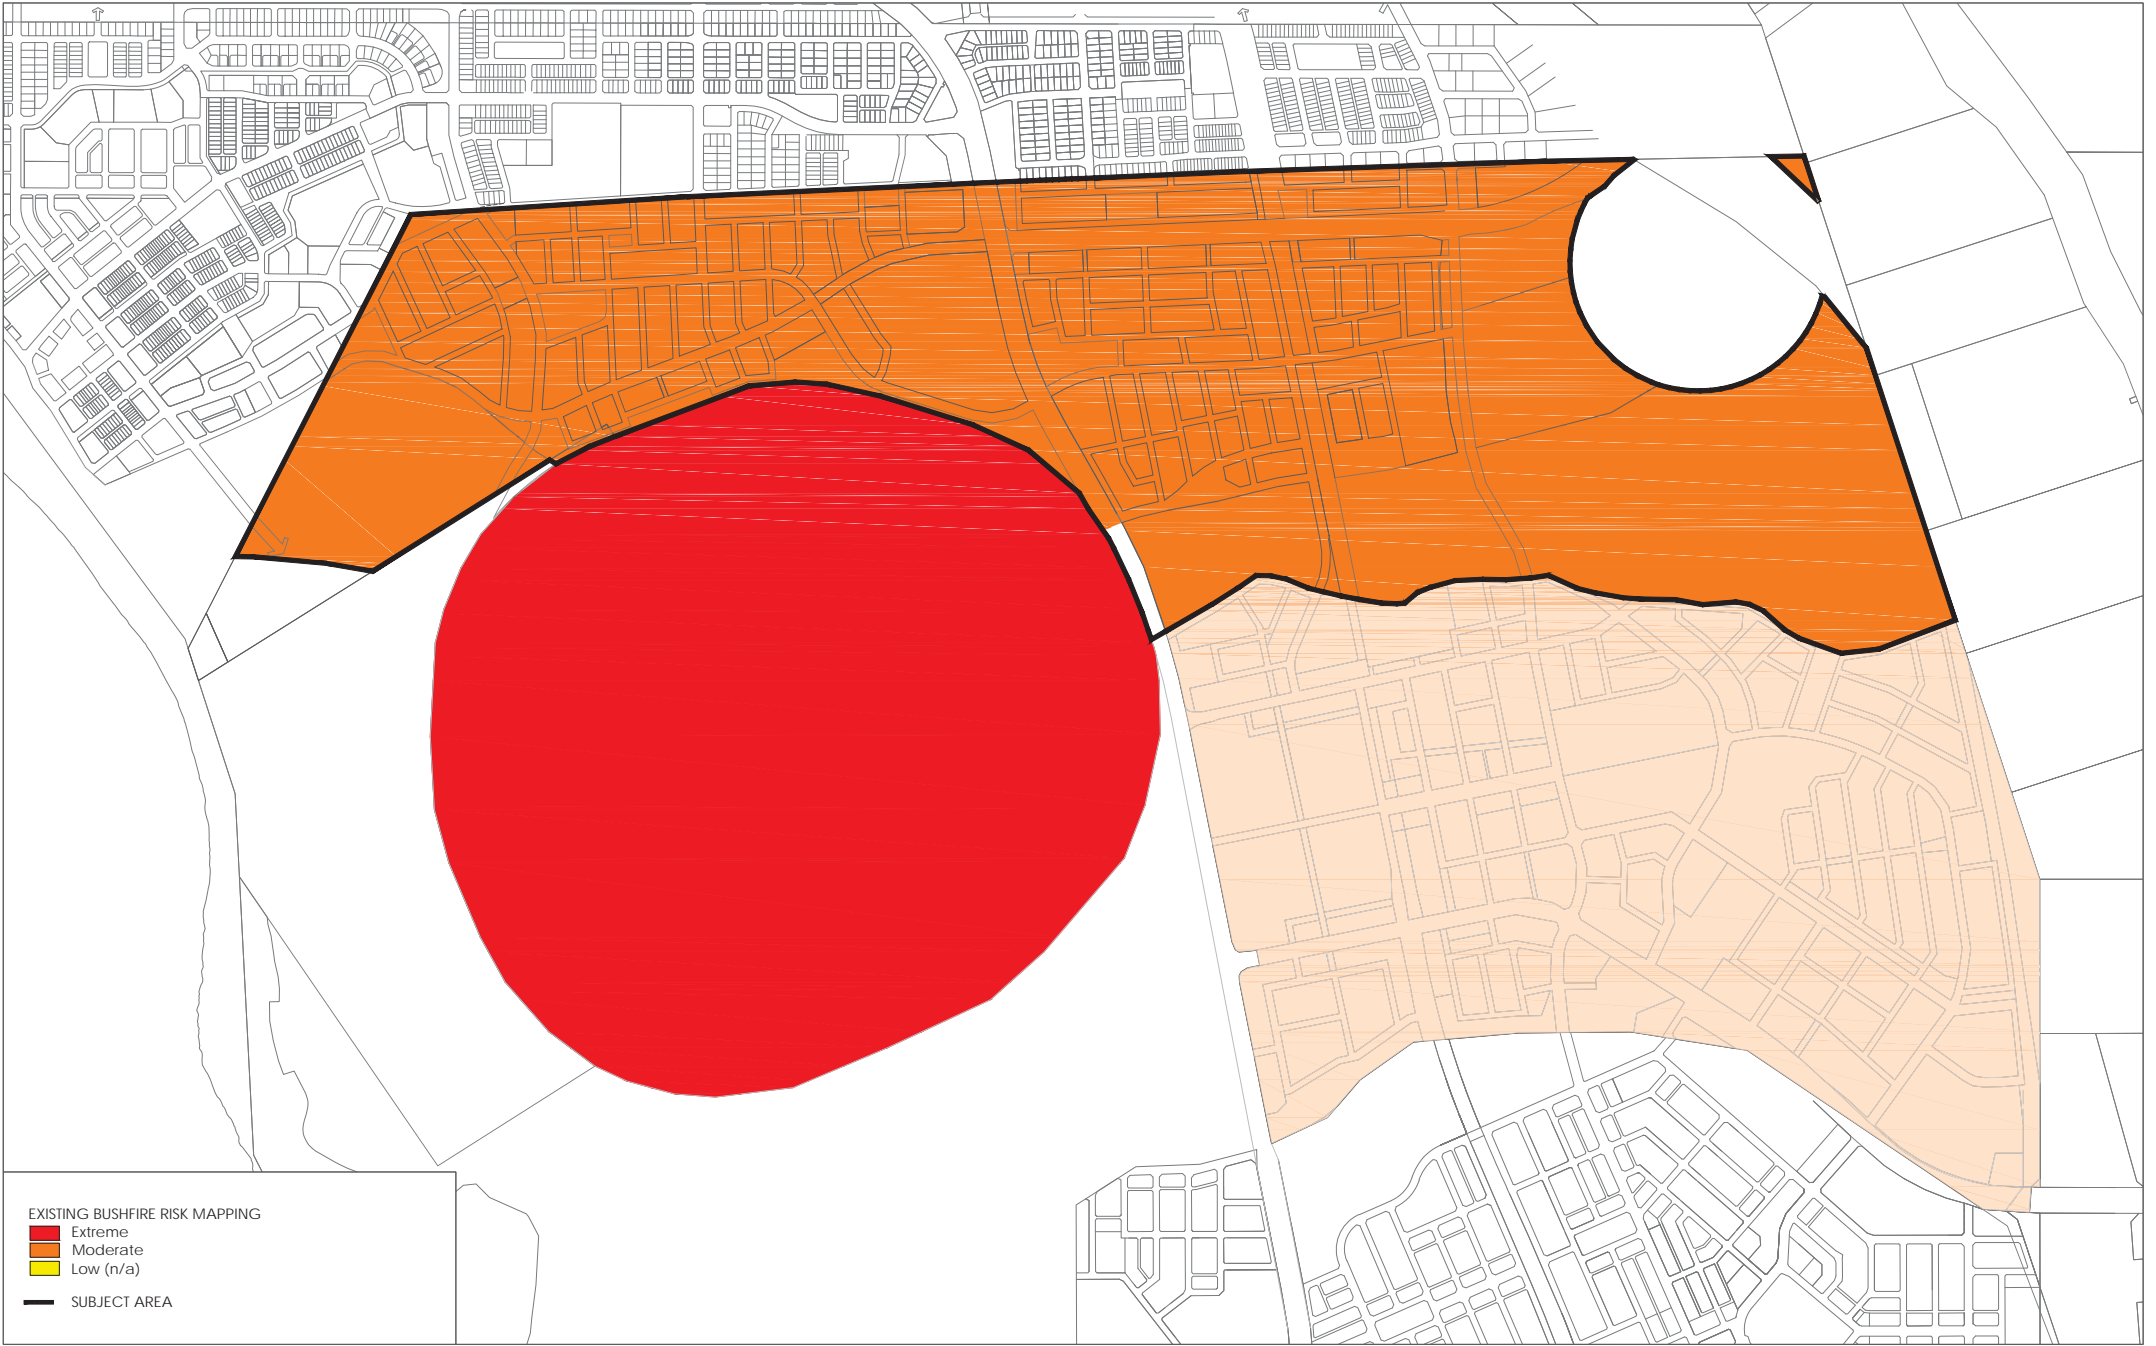 EXISTING BUSHFIRE RISK MAPPING
Extreme
Moderate
Low (n/a)
SUBJECT AREA